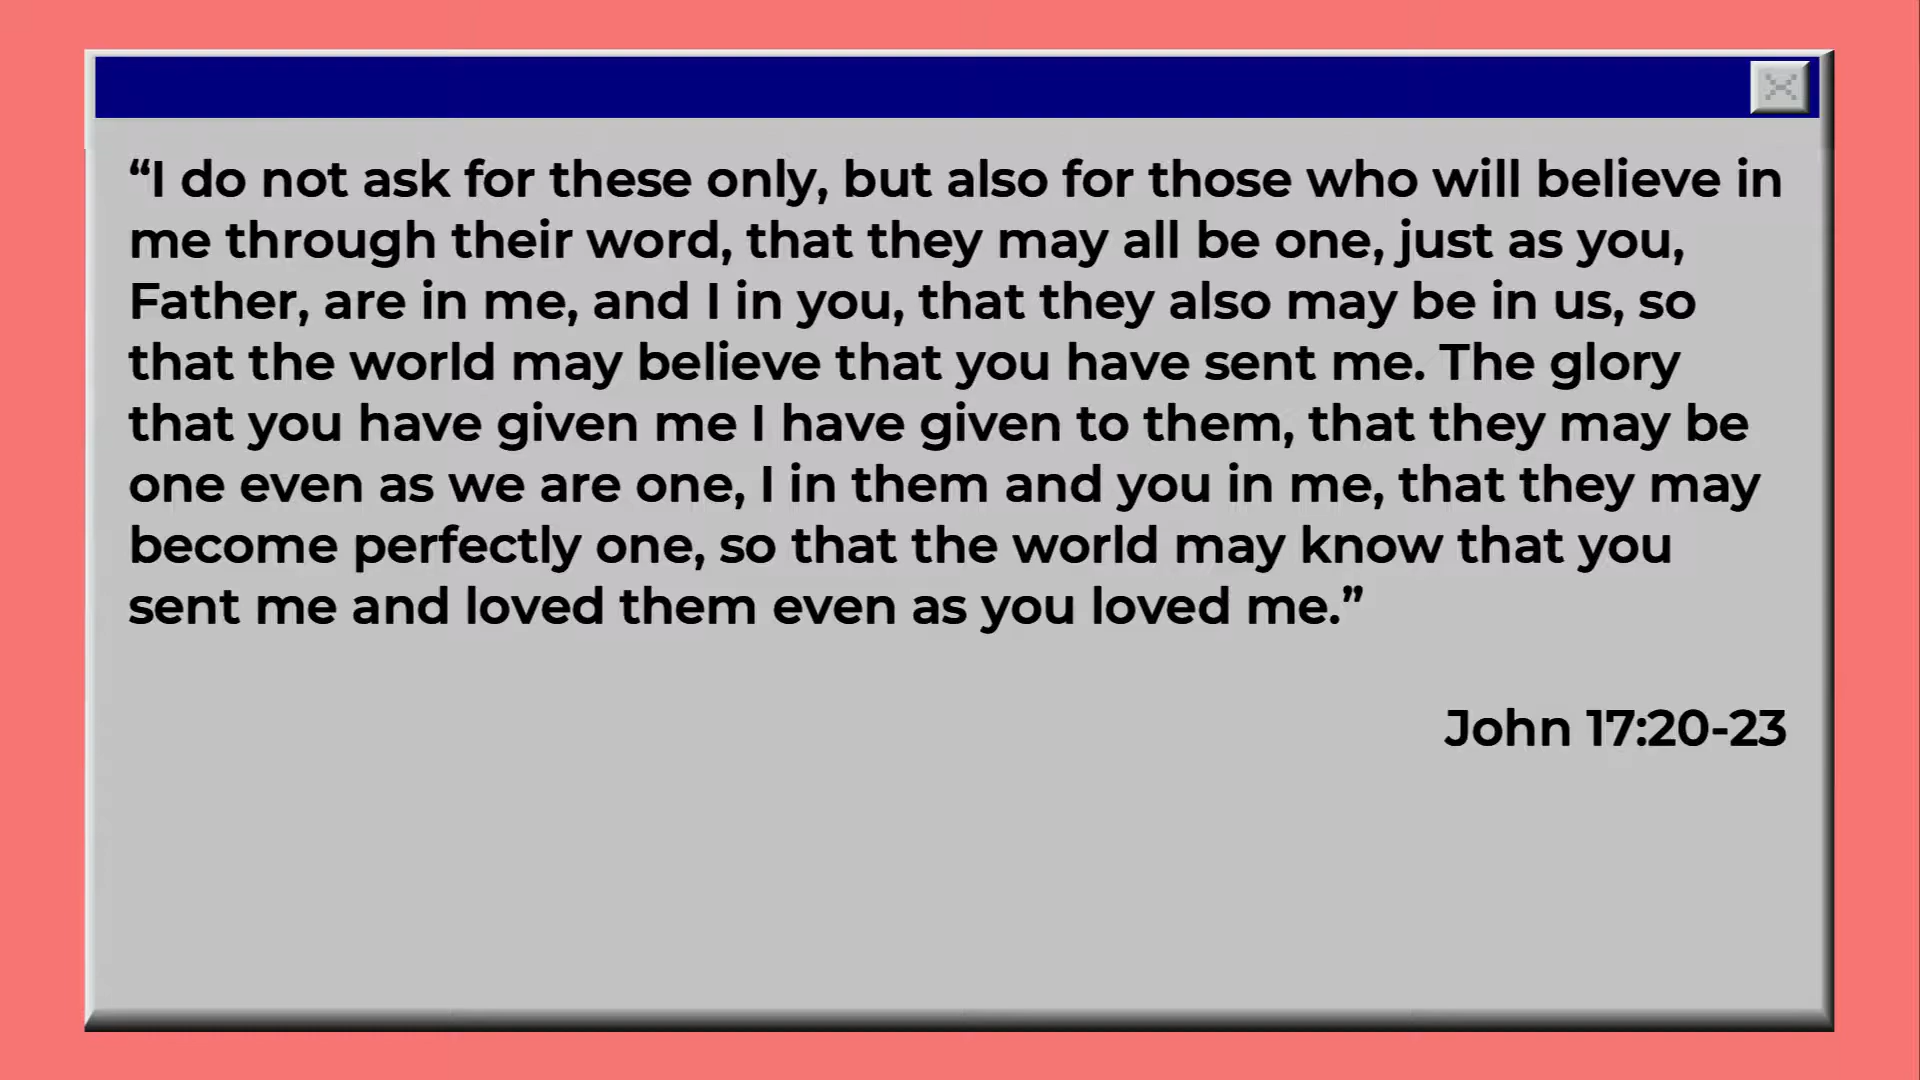 “I do not ask for these only, but also for those who will believe in
me through their word, that they may all be one, just as you,
Father, are in me, and I in you, that they also may be in us, so
that the world may believe that you have sent me. The glory
that you have given me I have given to them, that they may be
one even as we are one, I in them and you in me, that they may
become perfectly one, so that the world may know that you
sent me and loved them even as you loved me.”
John 17:20-23